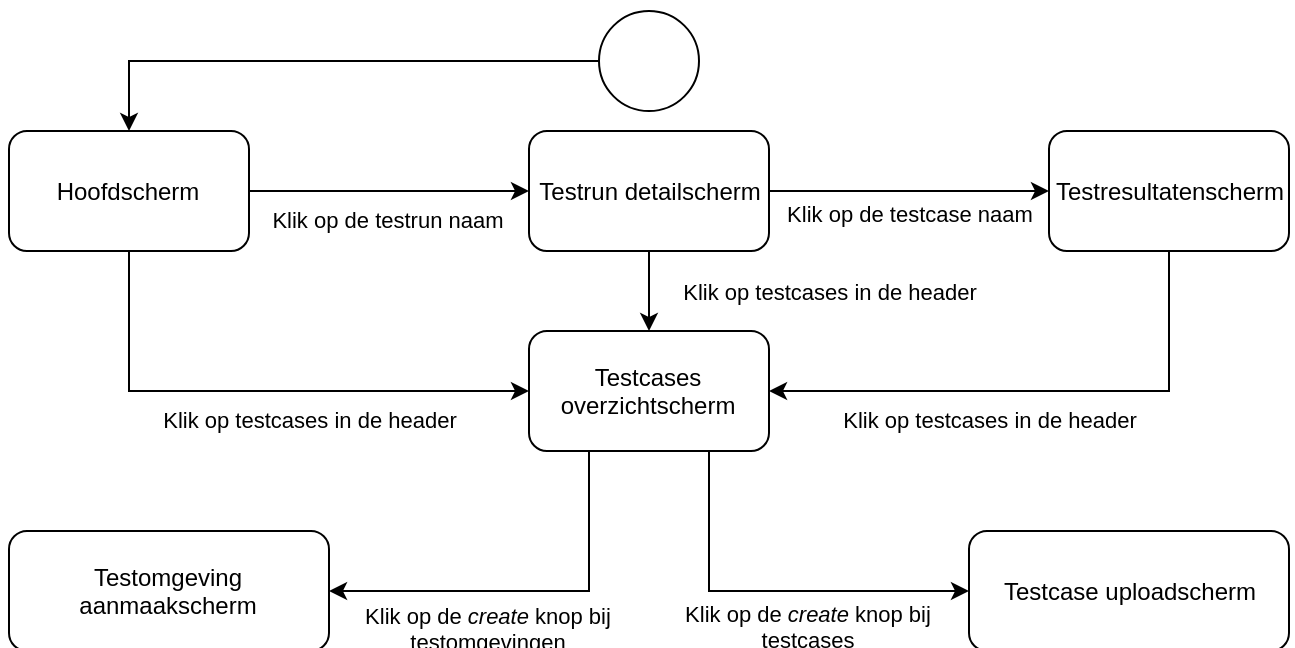 Hoofdscherm
Testrun detailscherm
Testresultatenscherm
Klik op de testrun naam
Klik op de testcase naam
Klik op testcases in de header
Testcases
overzichtscherm
Klik op testcases in de header
Klik op testcases in de header
Testomgeving
aanmaakscherm
Testcase uploadscherm
Klik op de create knop bij
testomgevingen
Klik op de create knop bij
testcases